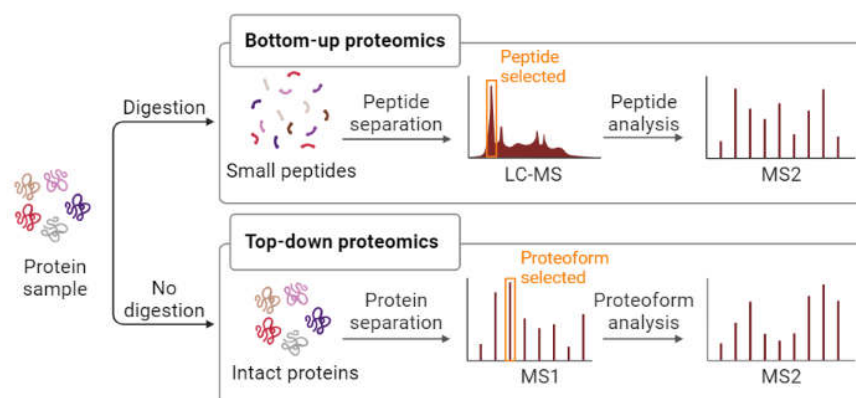 Bottom-up proteomics
Peptide
selected
Digestion
Peptide
separation
Peptide
analysis
Small peptides
LC-MS
MS2
Protein
sample
Top-down proteomics
Proteoform
selected
No
digestion
Protein
separation
Proteoform
analysis
Intact proteins
MS1
MS2